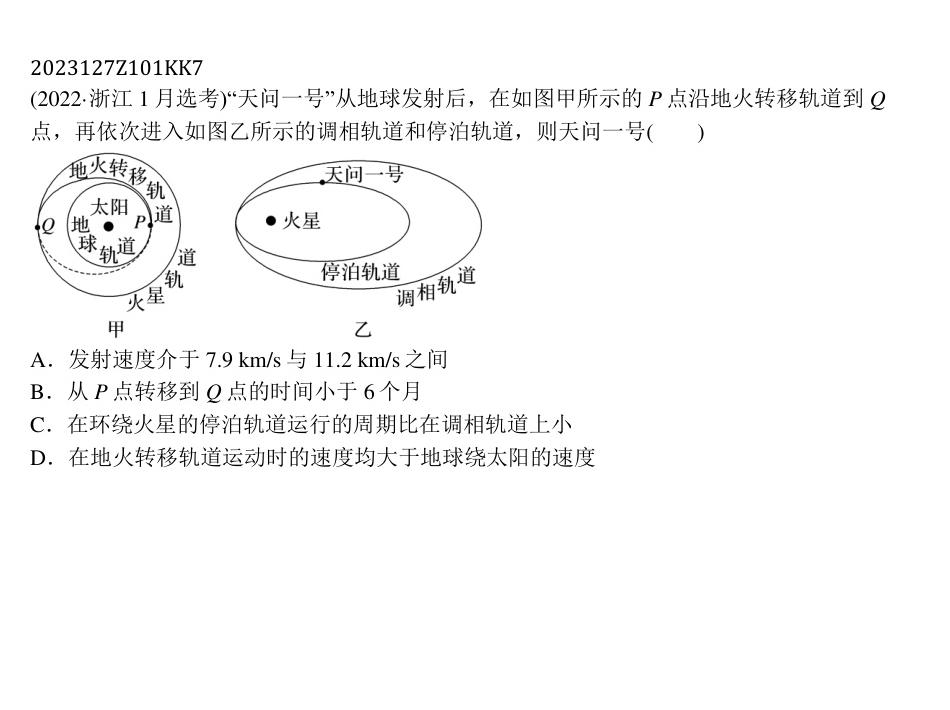 2023127Z101KK7
(2022·浙江 1 月选考)“天问一号”从地球发射后，在如图甲所示的 P 点沿地火转移轨道到 Q
点，再依次进入如图乙所示的调相轨道和停泊轨道，则天问一号(　　)
地火转移轨道
太阳
Q
P
地球轨道
火星轨道
甲
天问一号
火星
停泊轨道
调相轨道
乙
A．发射速度介于 7.9 km/s 与 11.2 km/s 之间
B．从 P 点转移到 Q 点的时间小于 6 个月
C．在环绕火星的停泊轨道运行的周期比在调相轨道上小
D．在地火转移轨道运动时的速度均大于地球绕太阳的速度